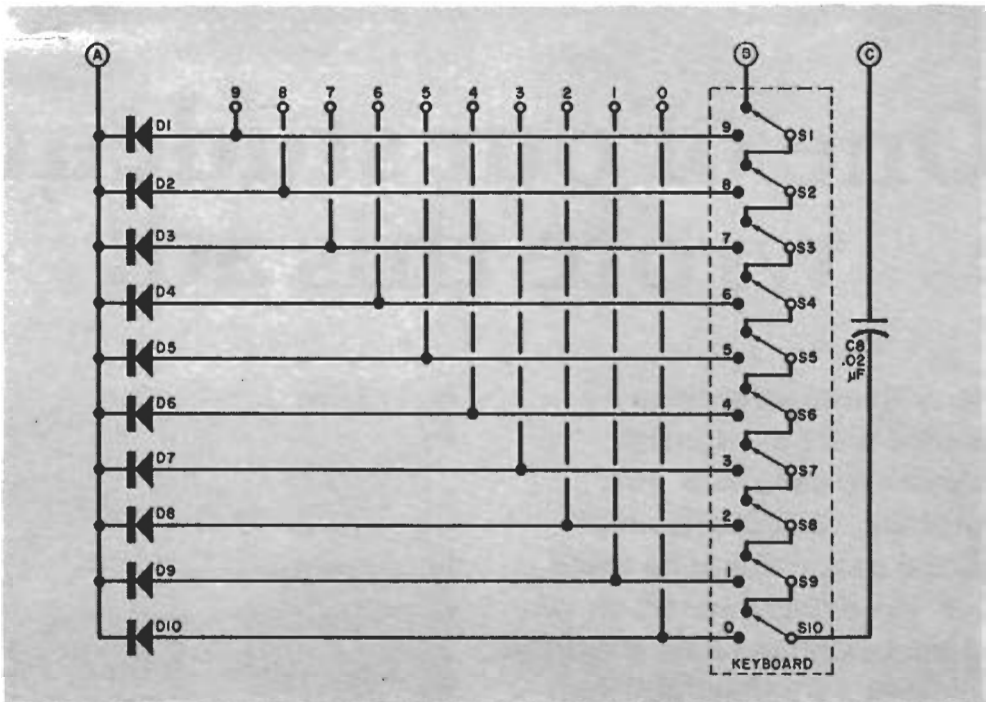 A B C
9 8 7 6 5 4 3 2 1 0
D1 9 S1
D2 8 S2
D3 7 S3
D4 6 S4
D5 5 S5
D6 4 S6
D7 3 S7
D8 2 S8
D9 1 S9
D10 0 S10
C8
.02
µF
KEYBOARD